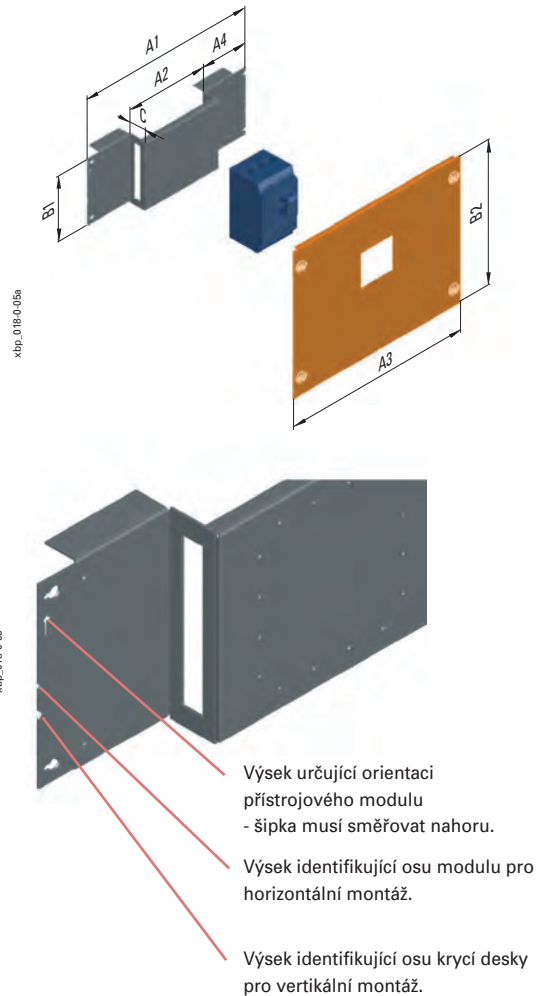 A1
A2
A4
C
B1
B2
A3
xbp_018-0-05a
Výsek určující orientaci
přístrojového modulu
- šipka musí směřovat nahoru.
Výsek identifikující osu modulu pro
horizontální montáž.
Výsek identifikující osu krycí desky
pro vertikální montáž.